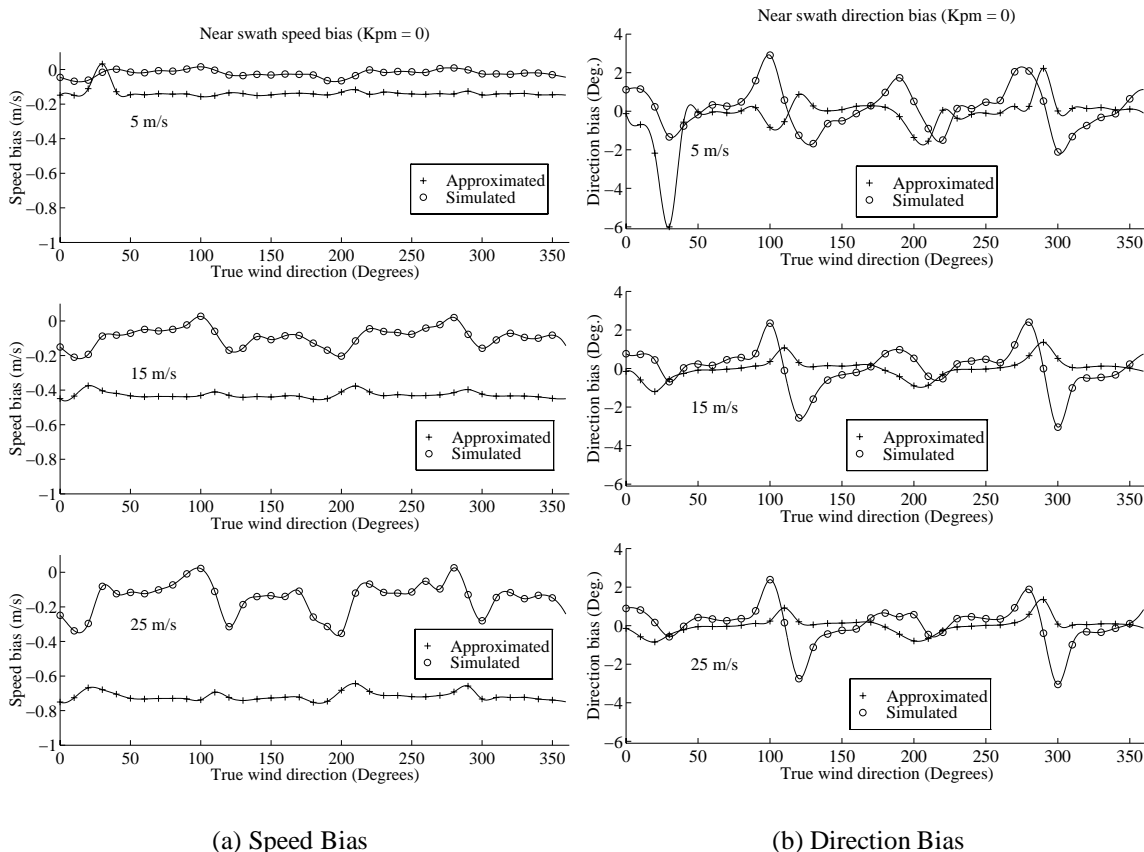 Near swath speed bias (Kpm = 0)
0
−0.2
−0.4
−0.6
−0.8
−1
Speed bias (m/s)
5 m/s
Approximated
Simulated
0 50 100 150 200 250 300 350
True wind direction (Degrees)
0
−0.2
−0.4
−0.6
−0.8
−1
Speed bias (m/s)
15 m/s
Approximated
Simulated
0 50 100 150 200 250 300 350
True wind direction (Degrees)
0
−0.2
−0.4
−0.6
−0.8
−1
Speed bias (m/s)
25 m/s
Approximated
Simulated
0 50 100 150 200 250 300 350
True wind direction (Degrees)
(a) Speed Bias
Near swath direction bias (Kpm = 0)
4
2
0
−2
−4
−6
Direction bias (Deg.)
5 m/s
Approximated
Simulated
0 50 100 150 200 250 300 350
True wind direction (Degrees)
4
2
0
−2
−4
−6
Direction bias (Deg.)
15 m/s
Approximated
Simulated
0 50 100 150 200 250 300 350
True wind direction (Degrees)
4
2
0
−2
−4
−6
Direction bias (Deg.)
25 m/s
Approximated
Simulated
0 50 100 150 200 250 300 350
True wind direction (Degrees)
(b) Direction Bias